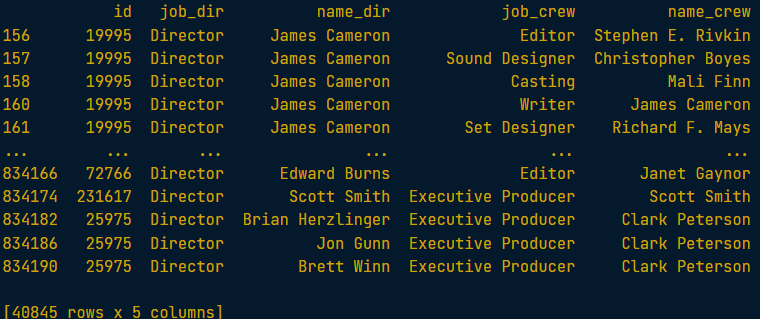 id job_dir name_dir job_crew name_crew
156 19995 Director James Cameron Editor Stephen E. Rivkin
157 19995 Director James Cameron Sound Designer Christopher Boyes
158 19995 Director James Cameron Casting Mali Finn
160 19995 Director James Cameron Writer James Cameron
161 19995 Director James Cameron Set Designer Richard F. Mays
... ... ... ... ... ...
834166 72766 Director Edward Burns Editor Janet Gaynor
834174 231617 Director Scott Smith Executive Producer Scott Smith
834182 25975 Director Brian Herzlinger Executive Producer Clark Peterson
834186 25975 Director Jon Gunn Executive Producer Clark Peterson
834190 25975 Director Brett Winn Executive Producer Clark Peterson
[40845 rows x 5 columns]